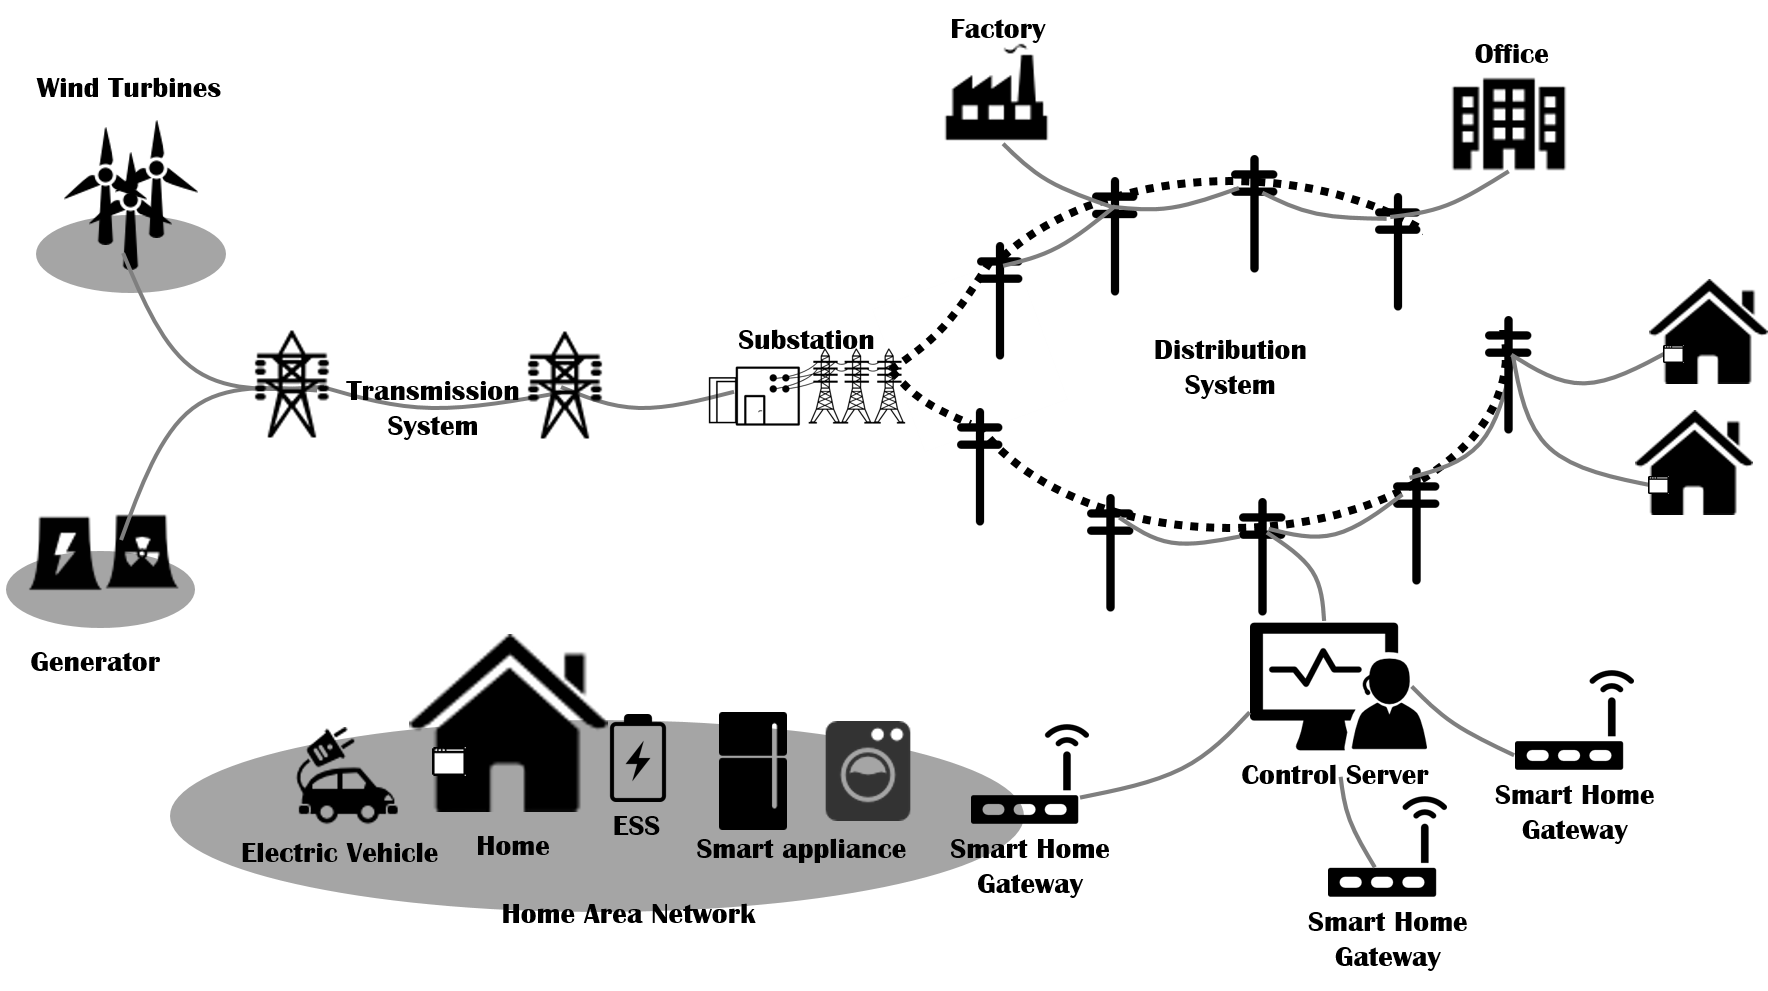 Factory
Office
Wind Turbines
Substation
Distribution
System
Transmission
System
Generator
Control Server
Smart Home
Gateway
Electric Vehicle
Home
ESS
Smart appliance
Smart Home
Gateway
Home Area Network
Smart Home
Gateway